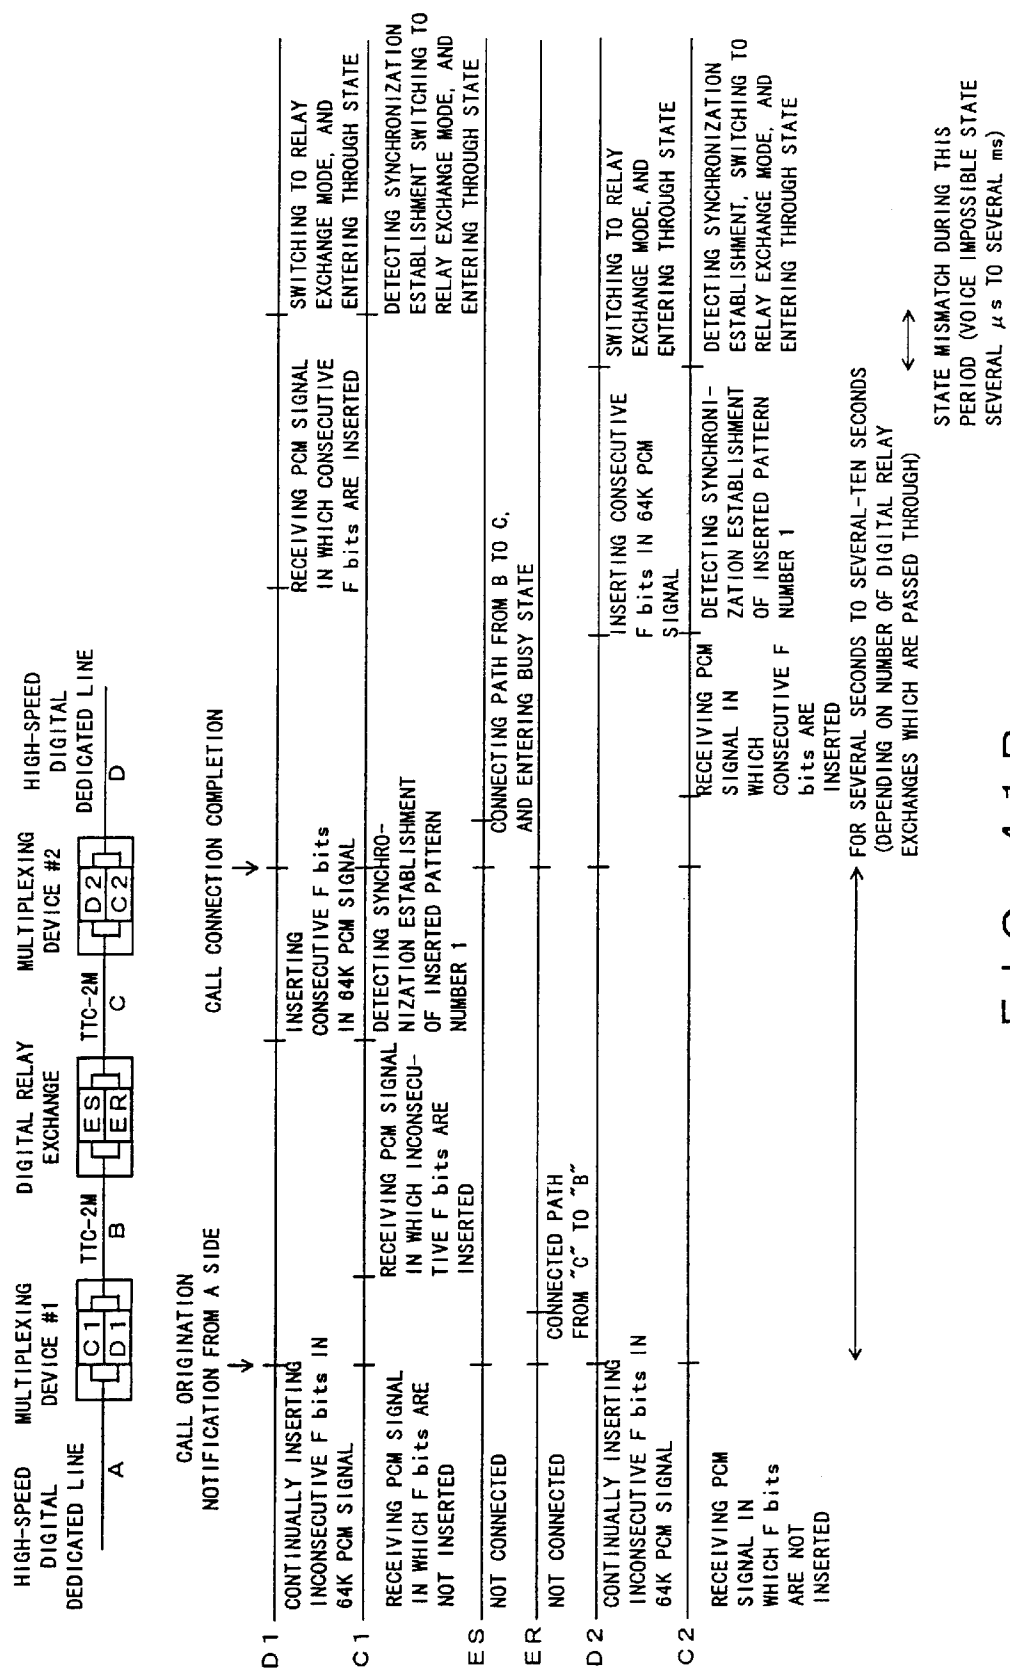 HIGH-SPEED
DIGITAL
DEDICATED LINE
MULTIPLEXING
DEVICE #1
DIGITAL RELAY
EXCHANGE
MULTIPLEXING
DEVICE #2
HIGH-SPEED
DIGITAL
DEDICATED LINE
A
C1
D1
TTC-2M
B
ES
ER
TTC-2M
C
D2
C2
D
CALL ORIGINATION
NOTIFICATION FROM A SIDE
CALL CONNECTION COMPLETION
D1
CONTINUALLY INSERTING
INCONSECUTIVE F bits IN
64K PCM SIGNAL
INSERTING
CONSECUTIVE F bits
IN 64K PCM SIGNAL
RECEIVING PCM SIGNAL
IN WHICH CONSECUTIVE
F bits ARE INSERTED
SWITCHING TO RELAY
EXCHANGE MODE, AND
ENTERING THROUGH STATE
C1
RECEIVING PCM SIGNAL
IN WHICH F bits ARE
NOT INSERTED
RECEIVING PCM SIGNAL
IN WHICH INCONSECU-
TIVE F bits ARE
INSERTED
DETECTING SYNCHRO-
NIZATION ESTABLISHMENT
OF INSERTED PATTERN
NUMBER 1
DETECTING SYNCHRONIZATION
ESTABLISHMENT SWITCHING TO
RELAY EXCHANGE MODE, AND
ENTERING THROUGH STATE
ES
NOT CONNECTED
CONNECTING PATH FROM B TO C,
AND ENTERING BUSY STATE
ER
NOT CONNECTED
CONNECTED PATH
FROM "C" TO "B"
D2
CONTINUALLY INSERTING
INCONSECUTIVE F bits IN
64K PCM SIGNAL
INSERTING CONSECUTIVE
F bits IN 64K PCM
SIGNAL
SWITCHING TO RELAY
EXCHANGE MODE, AND
ENTERING THROUGH STATE
C2
RECEIVING PCM
SIGNAL IN
WHICH F bits
ARE NOT
INSERTED
RECEIVING PCM
SIGNAL IN
WHICH
CONSECUTIVE F
bits ARE
INSERTED
DETECTING SYNCHRONI-
ZATION ESTABLISHMENT
OF INSERTED PATTERN
NUMBER 1
DETECTING SYNCHRONIZATION
ESTABLISHMENT, SWITCHING TO
RELAY EXCHANGE MODE, AND
ENTERING THROUGH STATE
FOR SEVERAL SECONDS TO SEVERAL-TEN SECONDS
(DEPENDING ON NUMBER OF DIGITAL RELAY
EXCHANGES WHICH ARE PASSED THROUGH)
STATE MISMATCH DURING THIS
PERIOD (VOICE IMPOSSIBLE STATE
SEVERAL μs TO SEVERAL ms)